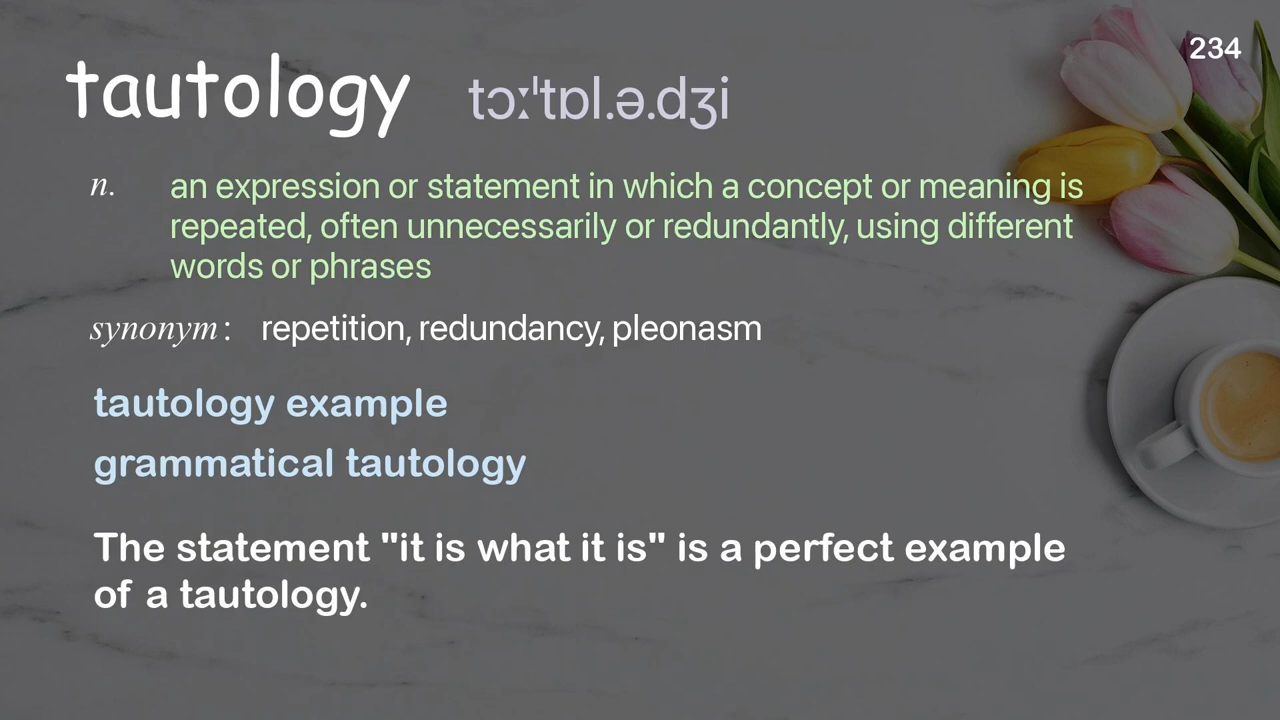 234
tautology tɔːˈtɒl.ə.dʒi
n. an expression or statement in which a concept or meaning is
repeated, often unnecessarily or redundantly, using different
words or phrases
synonym: repetition, redundancy, pleonasm
tautology example
grammatical tautology
The statement "it is what it is" is a perfect example
of a tautology.